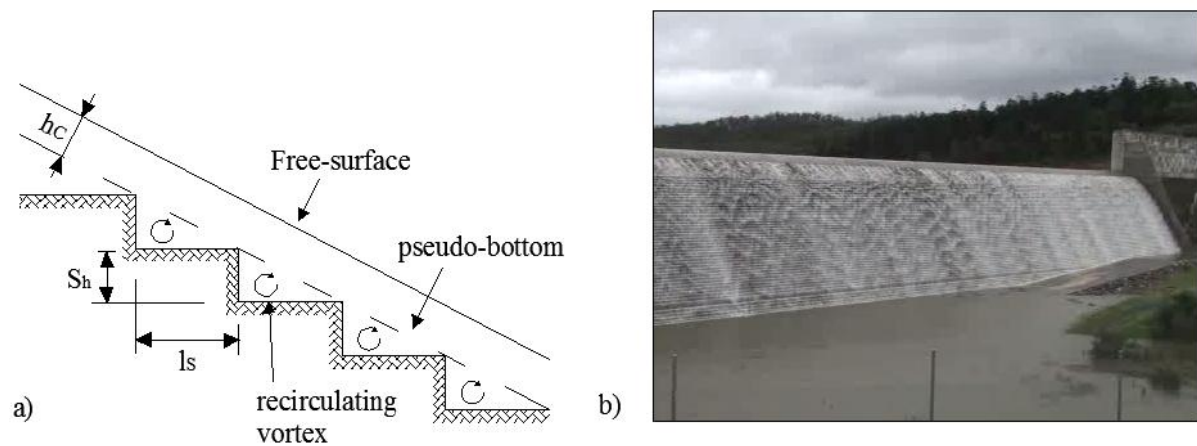 hC
Free-surface
pseudo-bottom
Sh
ls
recirculating
vortex
a)
b)